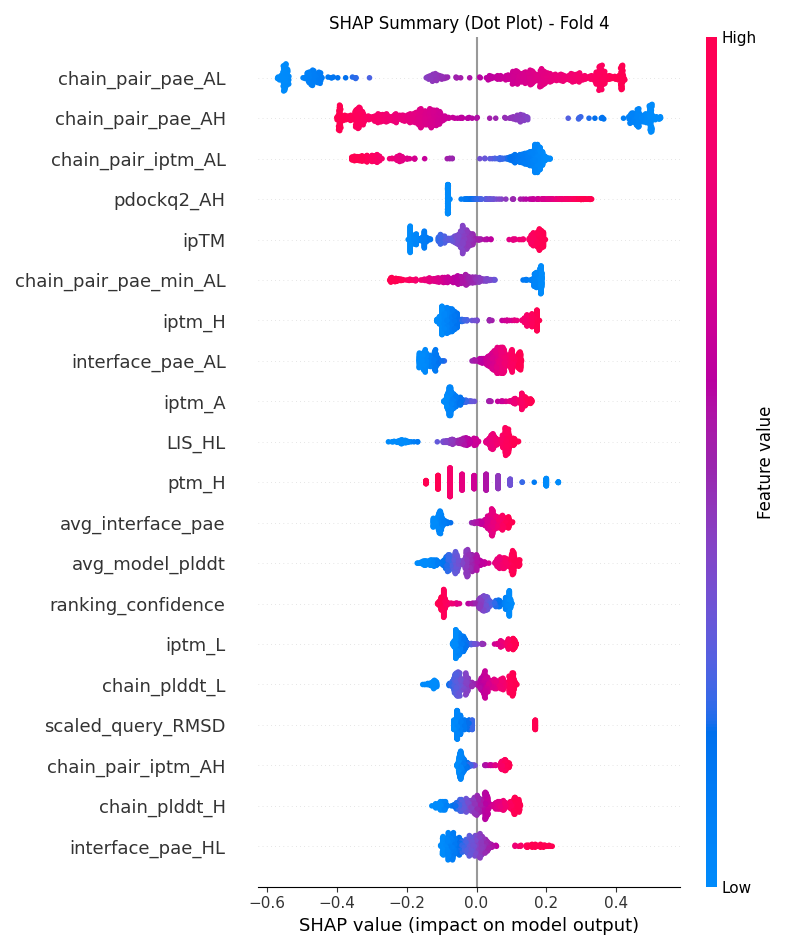 SHAP Summary (Dot Plot) - Fold 4
High
chain_pair_pae_AL
chain_pair_pae_AH
chain_pair_iptm_AL
pdockq2_AH
ipTM
chain_pair_pae_min_AL
iptm_H
interface_pae_AL
iptm_A
LIS_HL
ptm_H
avg_interface_pae
avg_model_plddt
ranking_confidence
iptm_L
chain_plddt_L
scaled_query_RMSD
chain_pair_iptm_AH
chain_plddt_H
interface_pae_HL
Feature value
Low
−0.6 −0.4 −0.2 0.0 0.2 0.4
SHAP value (impact on model output)